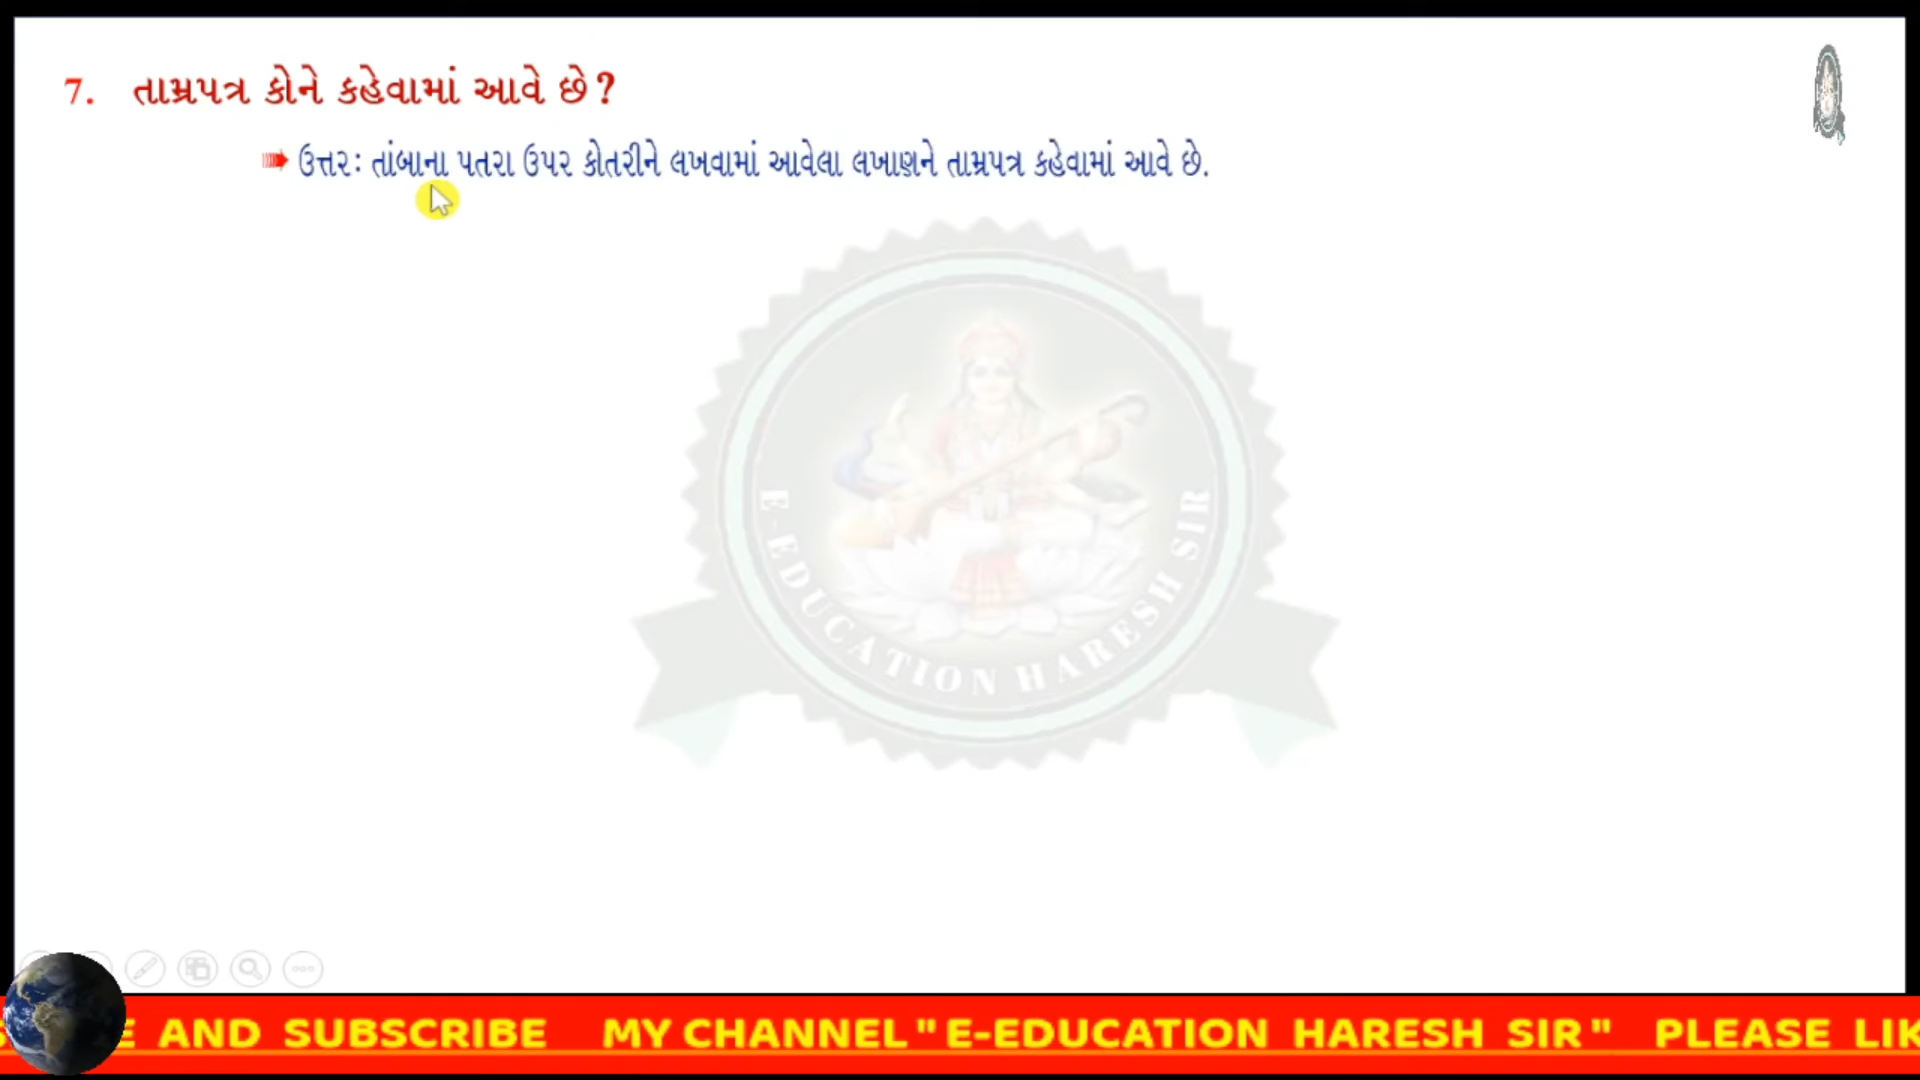 7. તામ્રપત્ર કોને કહેવામાં આવે છે?
ઉત્તરઃ તાંબાના પતરા ઉપર કોતરીને લખવામાં આવેલા લખાણને તામ્રપત્ર કહેવામાં આવે છે.
E-EDUCATION HARESH SIR
AND SUBSCRIBE MY CHANNEL "E-EDUCATION HARESH SIR" PLEASE LIK